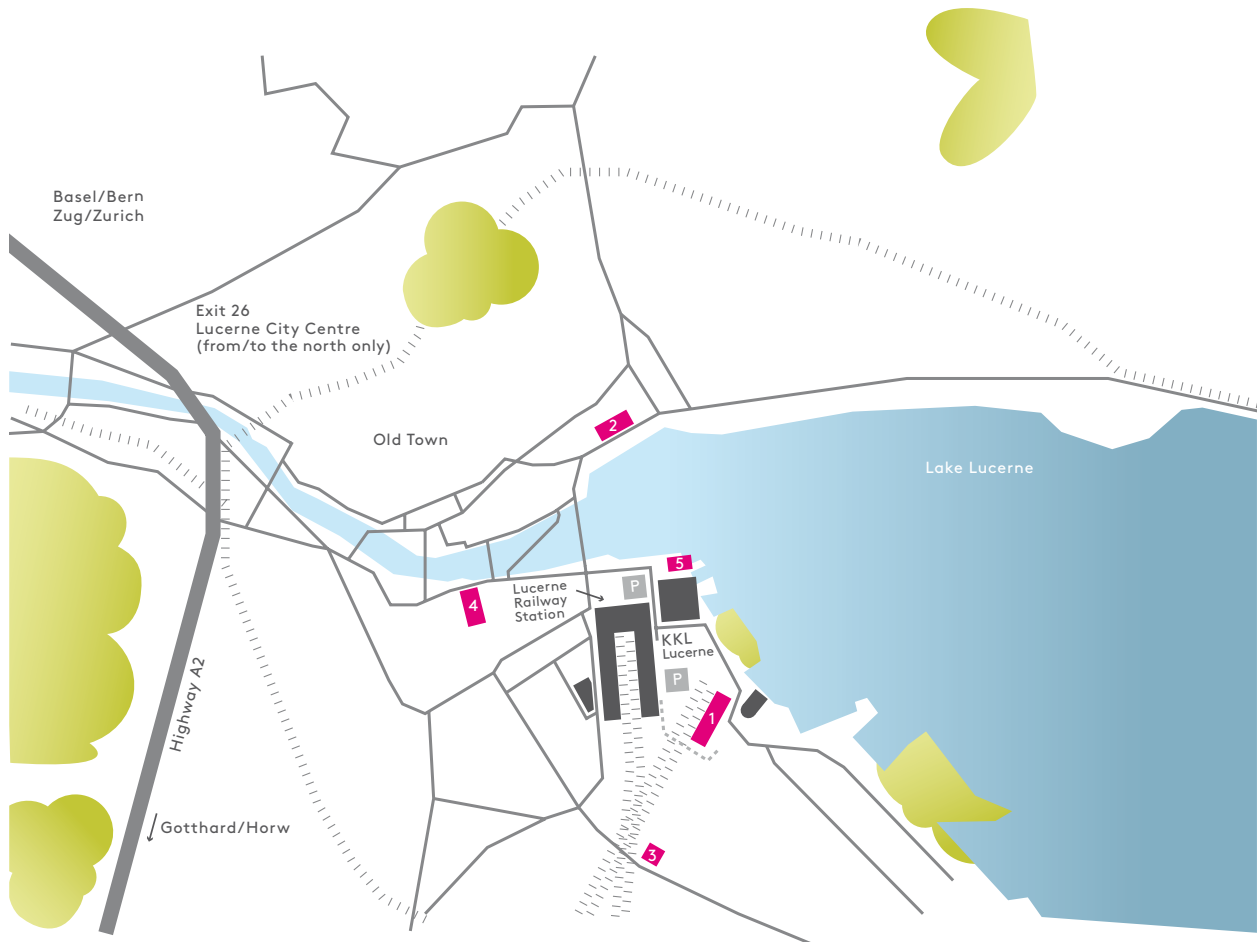 Basel/Bern
Zug/Zurich
Exit 26
Lucerne City Centre
(from/to the north only)
2
Old Town
Lake Lucerne
5
P
Lucerne
Railway
Station
4
KKL
Lucerne
P
1
Highway A2
Gotthard/Horw
3